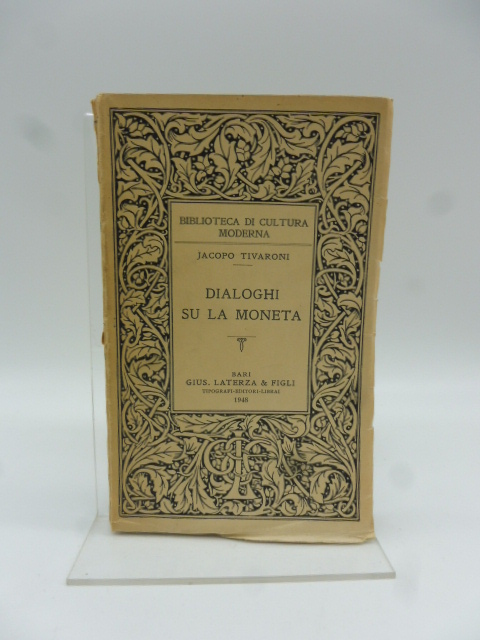 BIBLIOTECA DI CULTURA
MODERNA
JACOPO TIVARONI
DIALOGHI
SU LA MONETA
BARI
GIUS. LATERZA & FIGLI
TIPOGRAFI-EDITORI-LIBRAI
1948